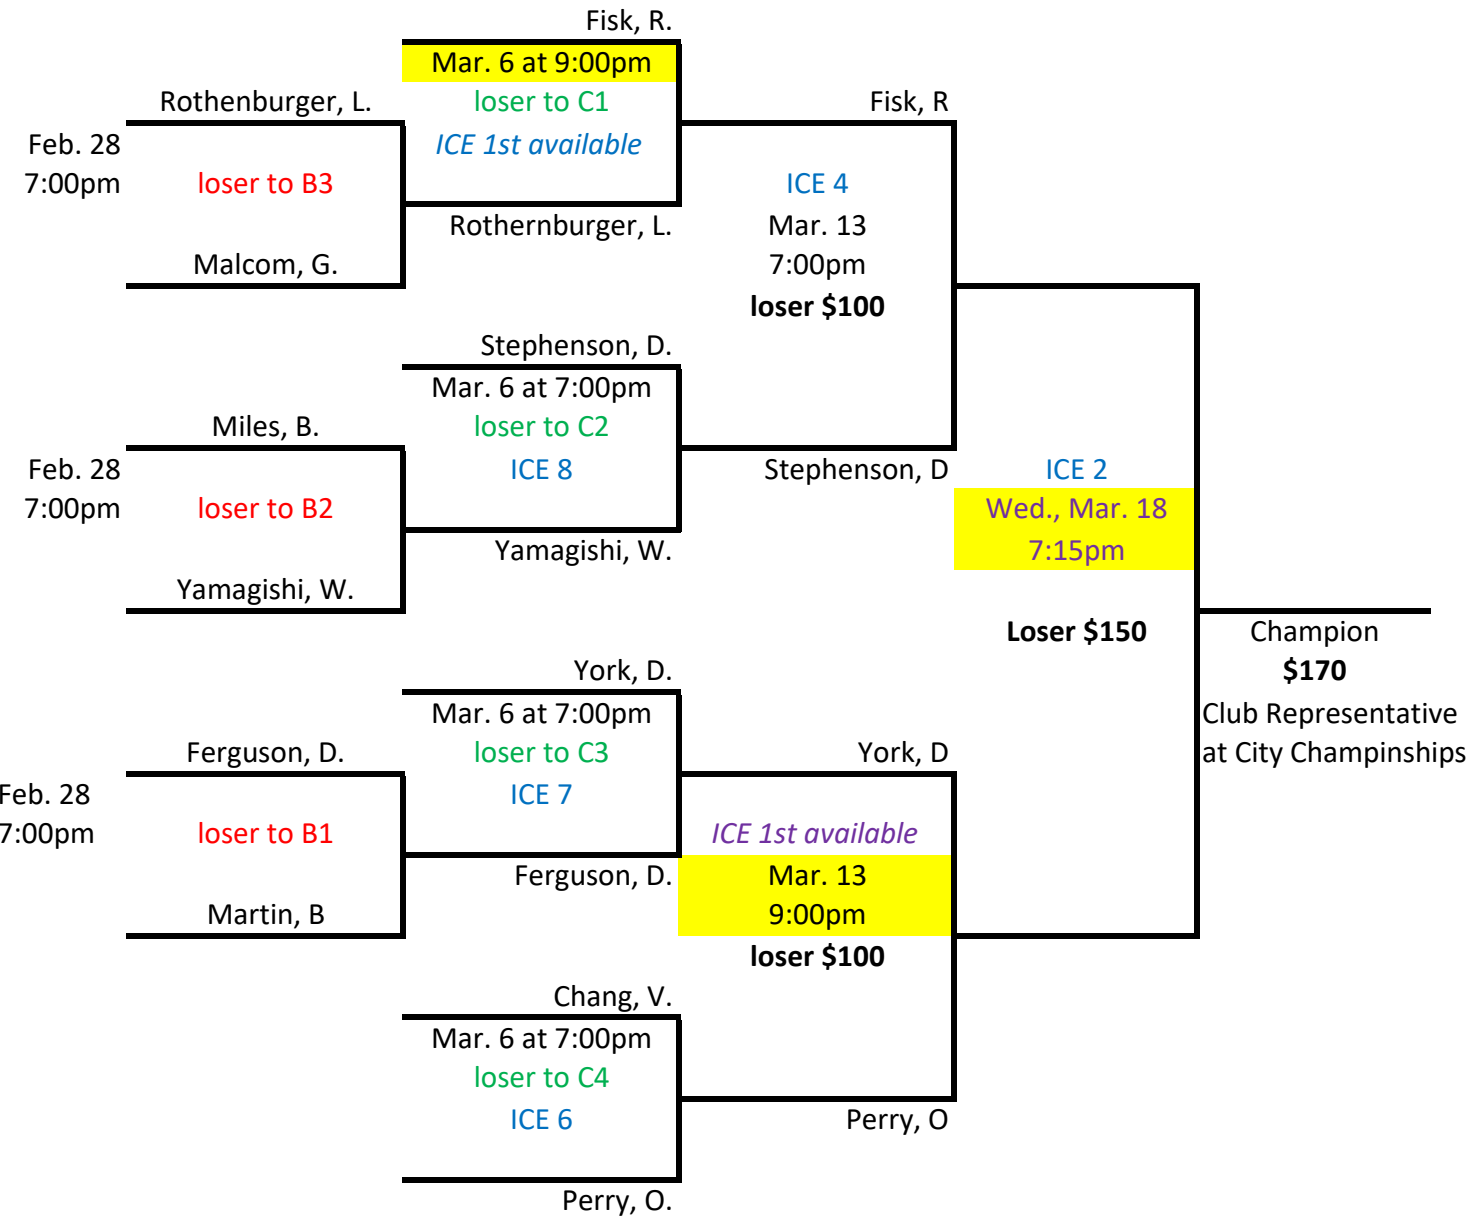 Fisk, R.
Mar. 6 at 9:00pm
Rothenburger, L.
loser to C1
Fisk, R
Feb. 28
ICE 1st available
7:00pm
loser to B3
ICE 4
Rothernburger, L.
Mar. 13
Malcom, G.
7:00pm
loser $100
Stephenson, D.
Mar. 6 at 7:00pm
Miles, B.
loser to C2
Feb. 28
ICE 8
Stephenson, D
ICE 2
7:00pm
loser to B2
Wed., Mar. 18
Yamagishi, W.
7:15pm
Yamagishi, W.
Loser $150
Champion
York, D.
$170
Mar. 6 at 7:00pm
Club Representative
Ferguson, D.
loser to C3
York, D
at City Champinships
Feb. 28
ICE 7
7:00pm
loser to B1
ICE 1st available
Ferguson, D.
Mar. 13
Martin, B
9:00pm
loser $100
Chang, V.
Mar. 6 at 7:00pm
loser to C4
ICE 6
Perry, O
Perry, O.